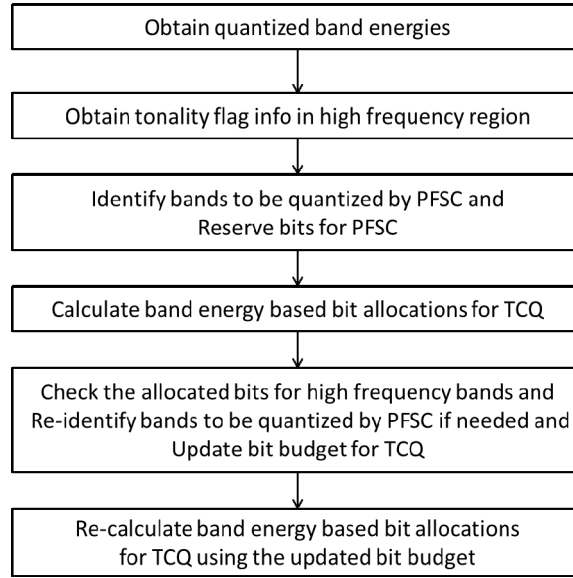 Obtain quantized band energies
Obtain tonality flag info in high frequency region
Identify bands to be quantized by PFSC and
Reserve bits for PFSC
Calculate band energy based bit allocations for TCQ
Check the allocated bits for high frequency bands and
Re-identify bands to be quantized by PFSC if needed and
Update bit budget for TCQ
Re-calculate band energy based bit allocations
for TCQ using the updated bit budget